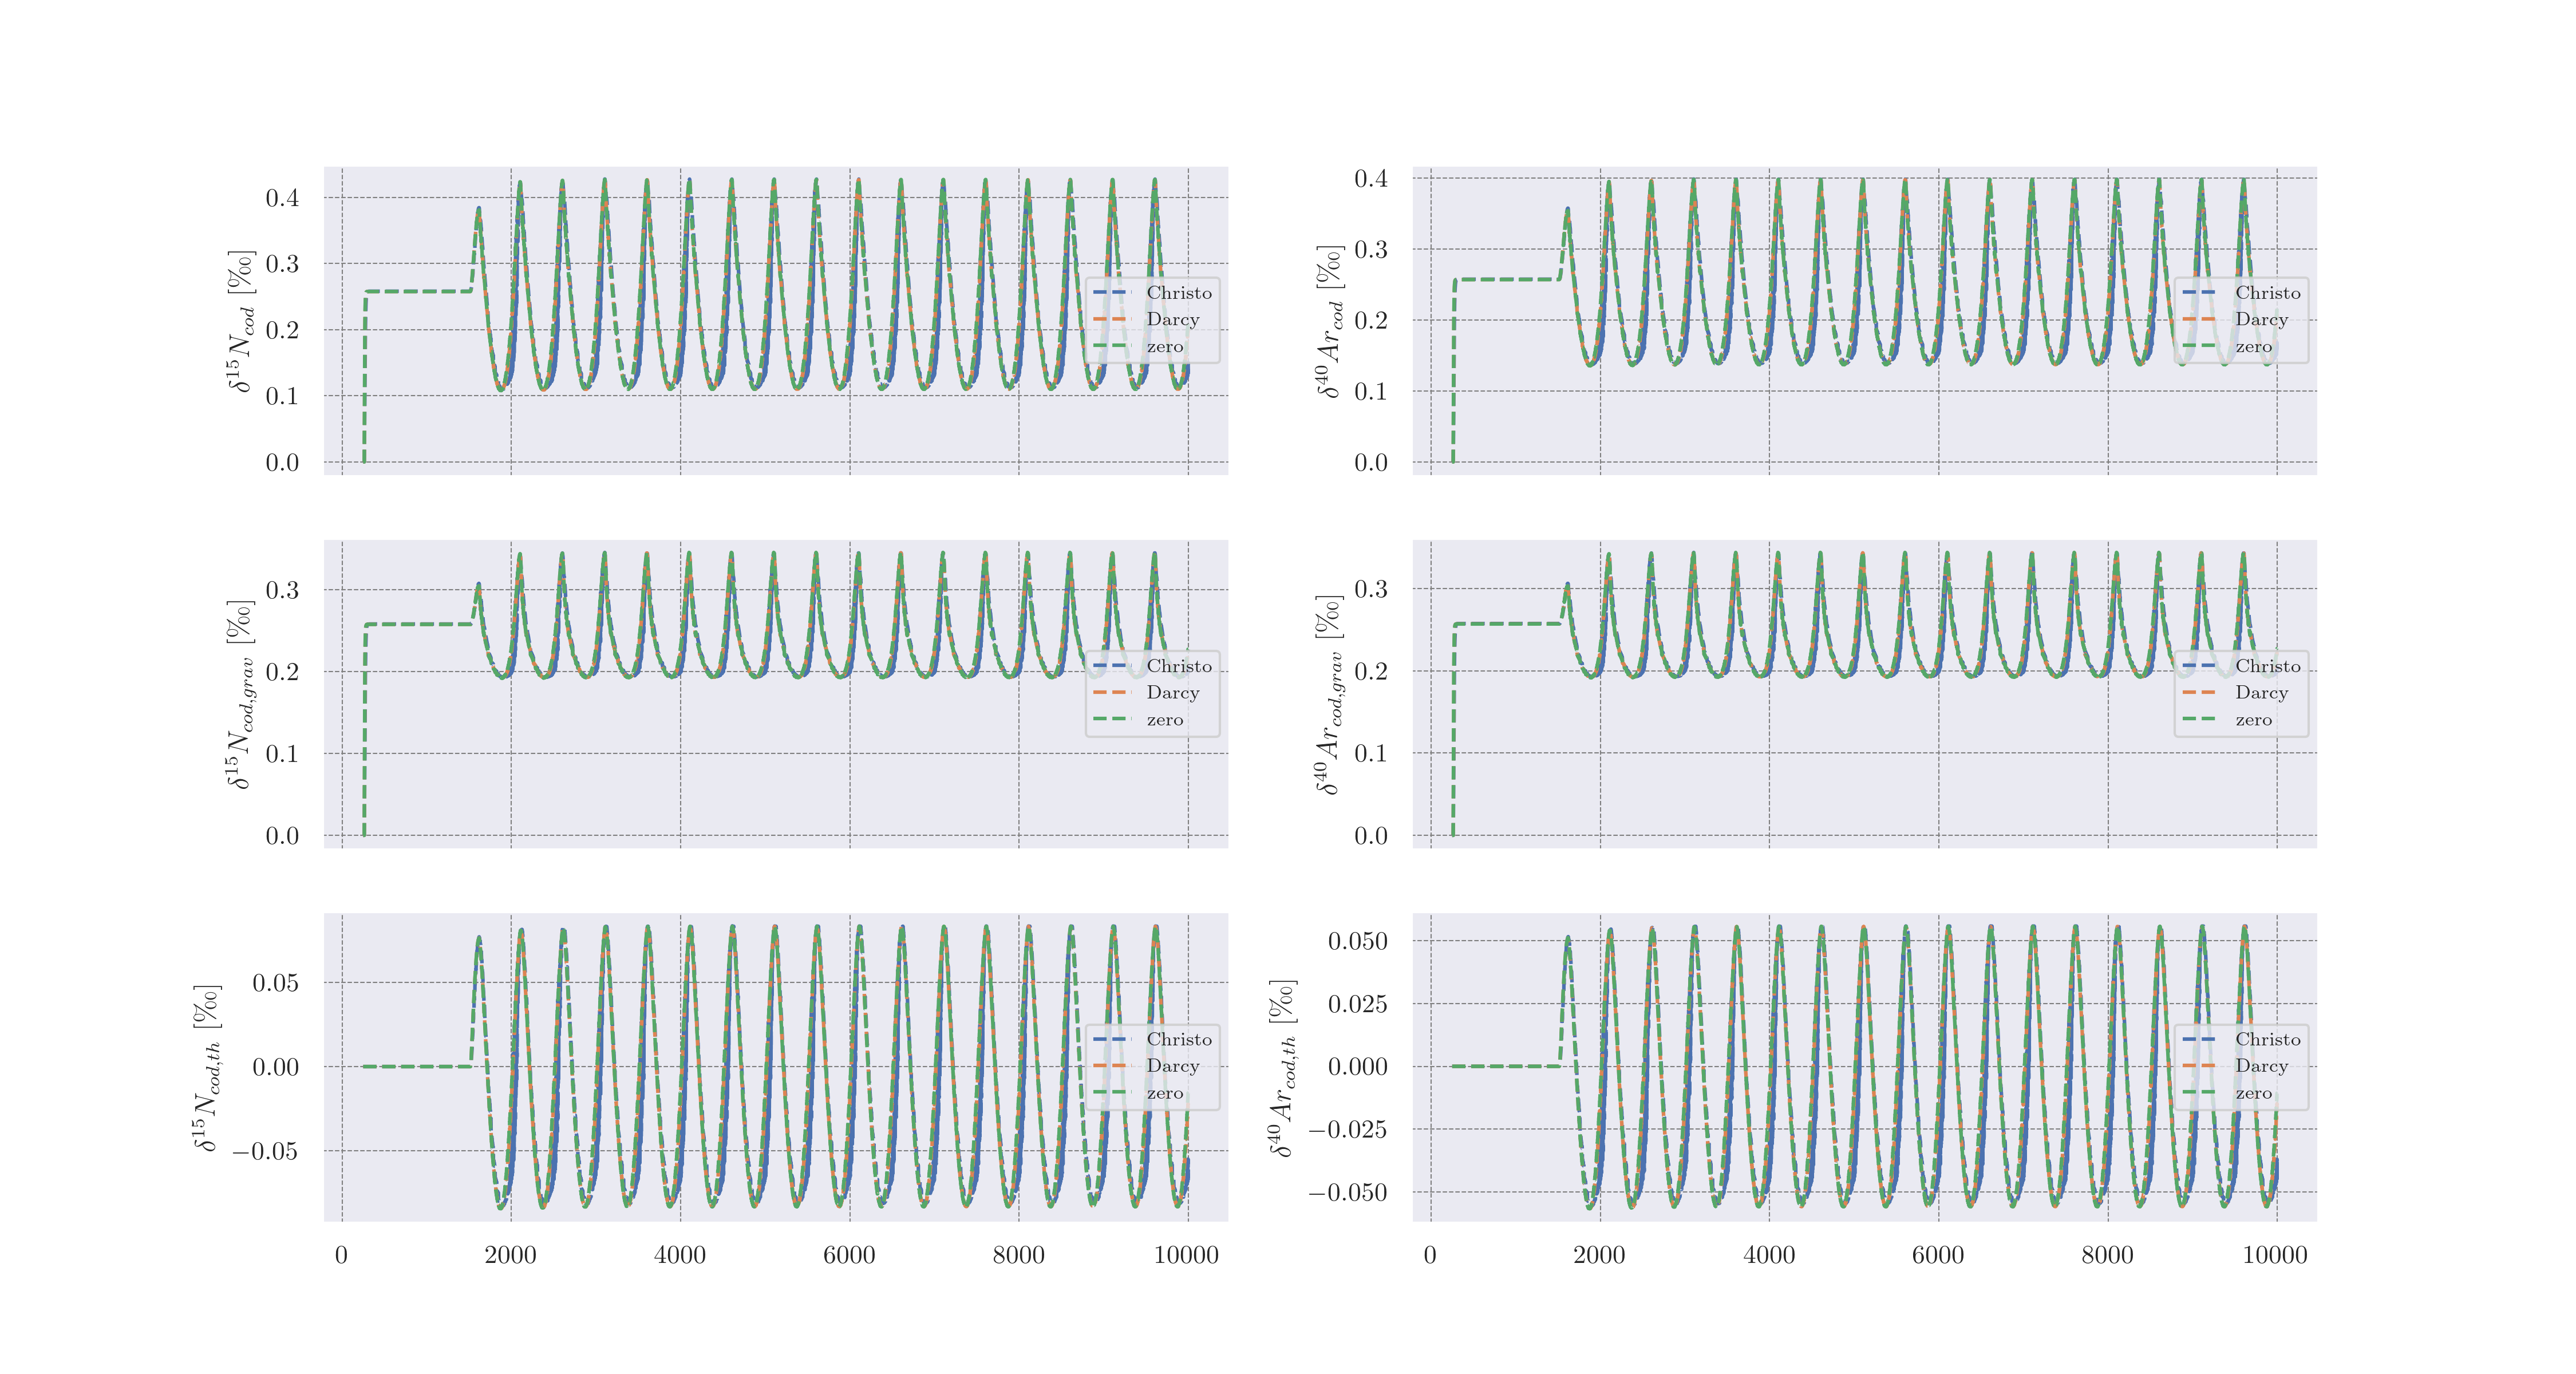 δ¹⁵N_cod [‰]
0.4
0.3
0.2
0.1
0.0
Christo
Darcy
zero
δ⁴⁰Ar_cod [‰]
0.4
0.3
0.2
0.1
0.0
Christo
Darcy
zero
δ¹⁵N_cod,grav [‰]
0.3
0.2
0.1
0.0
Christo
Darcy
zero
δ⁴⁰Ar_cod,grav [‰]
0.3
0.2
0.1
0.0
Christo
Darcy
zero
δ¹⁵N_cod,th [‰]
0.05
0.00
−0.05
Christo
Darcy
zero
0 2000 4000 6000 8000 10000
δ⁴⁰Ar_cod,th [‰]
0.050
0.025
0.000
−0.025
−0.050
Christo
Darcy
zero
0 2000 4000 6000 8000 10000